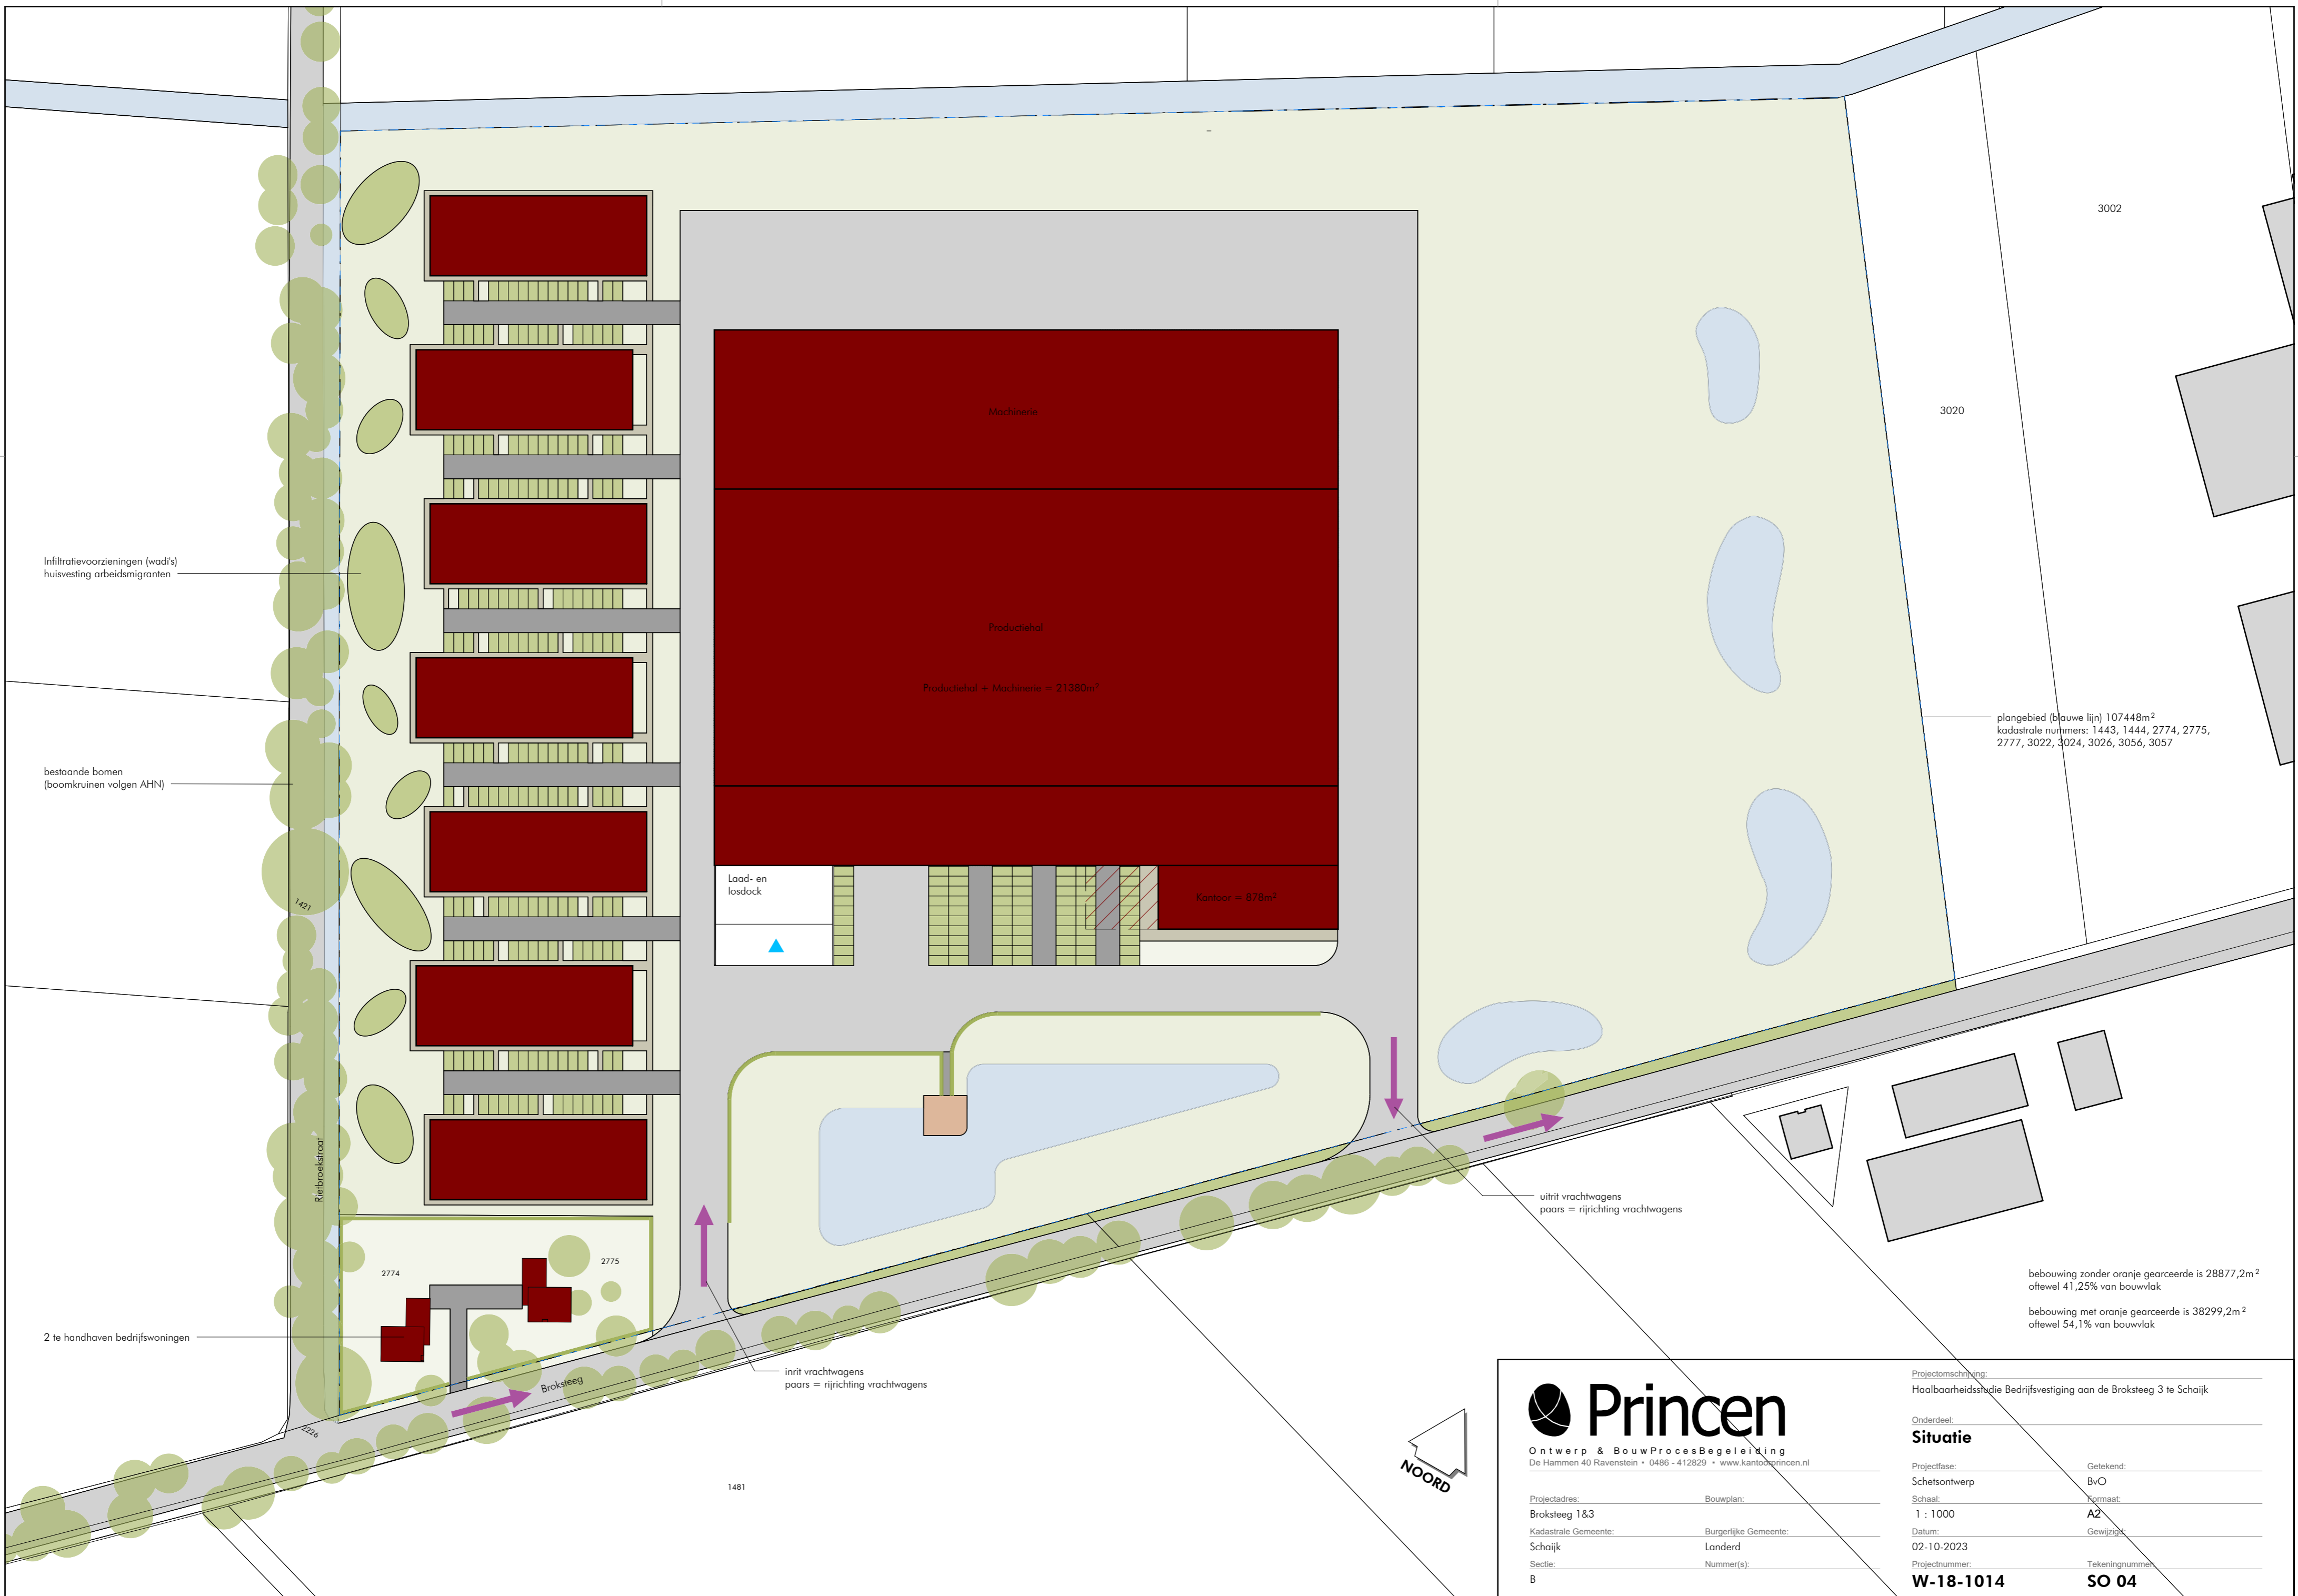 3002
3020
Machinerie
Productiehal
Productiehal + Machinerie = 21380m²
Infiltratievoorzieningen (wadi's)
huisvesting arbeidsmigranten
plangebied (blauwe lijn) 107448m²
kadastrale nummers: 1443, 1444, 2774, 2775,
2777, 3022, 3024, 3026, 3056, 3057
bestaande bomen
(boomkruinen volgen AHN)
Laad- en
losdock
Kantoor = 878m²
1421
Rietbroekstraat
uitrit vrachtwagens
paars = rijrichting vrachtwagens
2774
2775
bebouwing zonder oranje gearceerde is 28877,2m²
oftewel 41,25% van bouwvlak
bebouwing met oranje gearceerde is 38299,2m²
oftewel 54,1% van bouwvlak
2 te handhaven bedrijfswoningen
inrit vrachtwagens
paars = rijrichting vrachtwagens
Broksteeg
2226
1481
NOORD
Princen
Ontwerp & BouwProcesBegeleiding
De Hammen 40 Ravenstein • 0486 - 412829 • www.kantoorprincen.nl
Projectadres:
Bouwplan:
Broksteeg 1&3
Kadastrale Gemeente:
Burgerlijke Gemeente:
Schaijk
Landerd
Sectie:
Nummer(s):
B
Projectomschrijving:
Haalbaarheidsstudie Bedrijfsvestiging aan de Broksteeg 3 te Schaijk
Onderdeel:
Situatie
Projectfase:
Getekend:
Schetsontwerp
BvO
Schaal:
Formaat:
1 : 1000
A2
Datum:
Gewijzigd:
02-10-2023
Projectnummer:
Tekeningnummer:
W-18-1014
SO 04